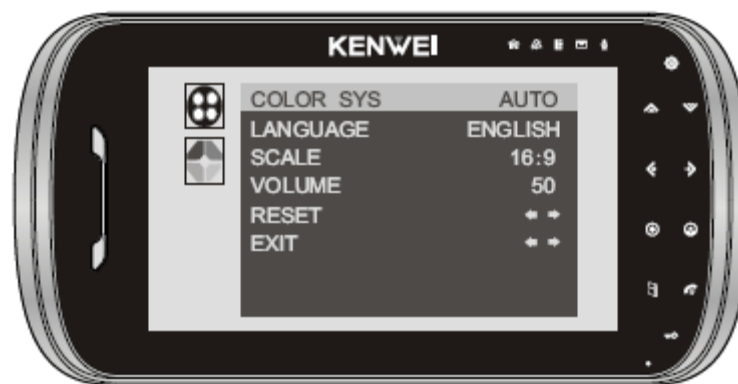 KENWEI
COLOR SYS AUTO
LANGUAGE ENGLISH
SCALE 16:9
VOLUME 50
RESET
EXIT